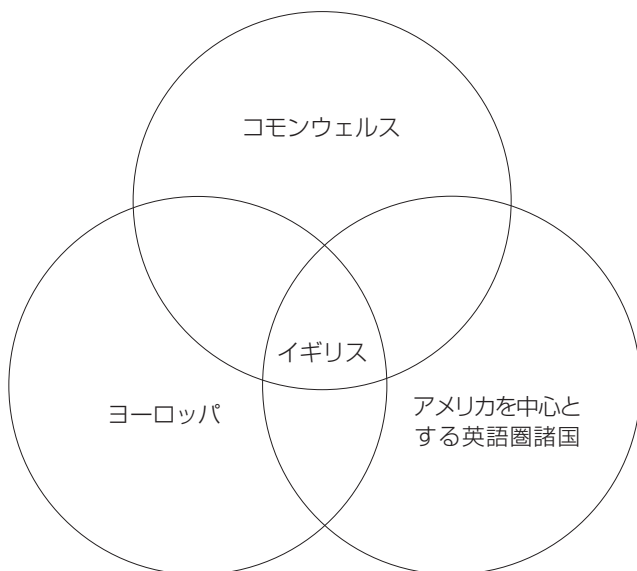 コモンウェルス
イギリス
ヨーロッパ
アメリカを中心と
する英語圏諸国